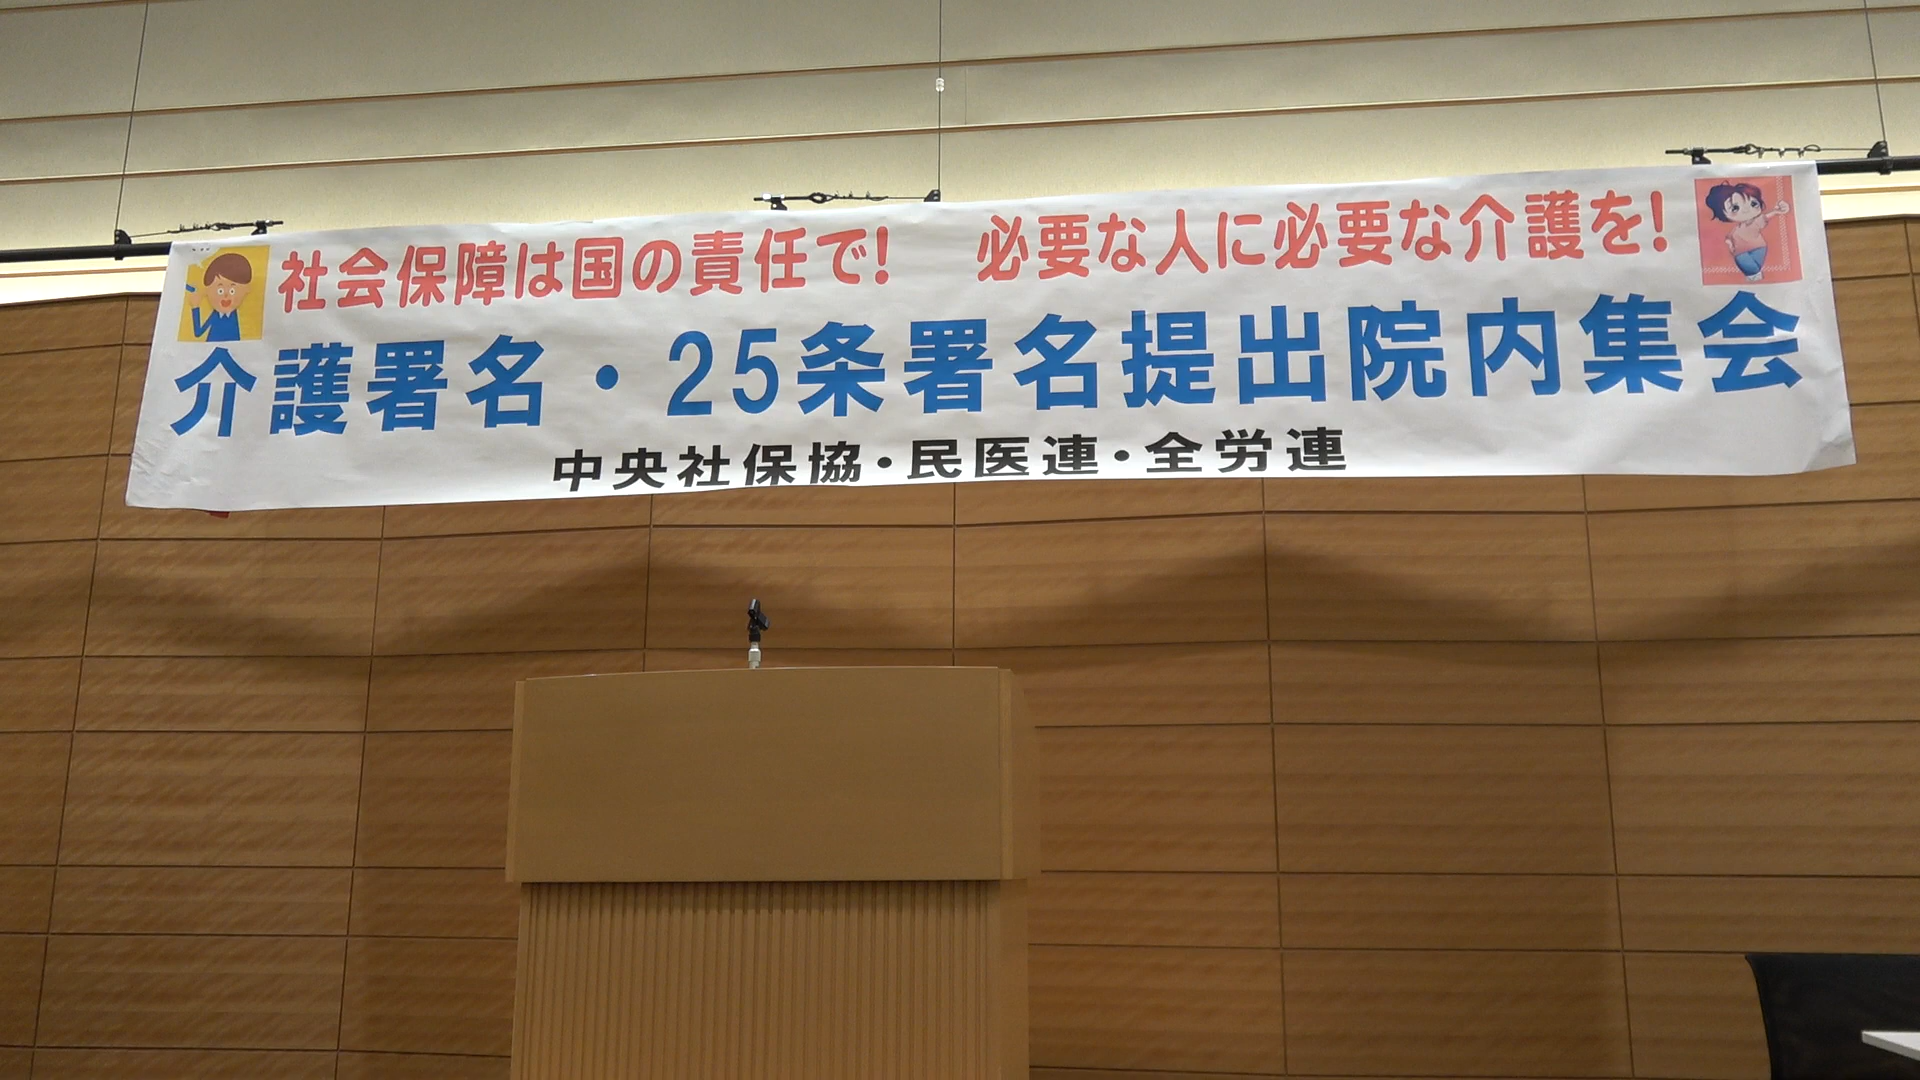 社会保障は国の責任で！ 必要な人に必要な介護を！
介護署名・25条署名提出院内集会
中央社保協・民医連・全労連